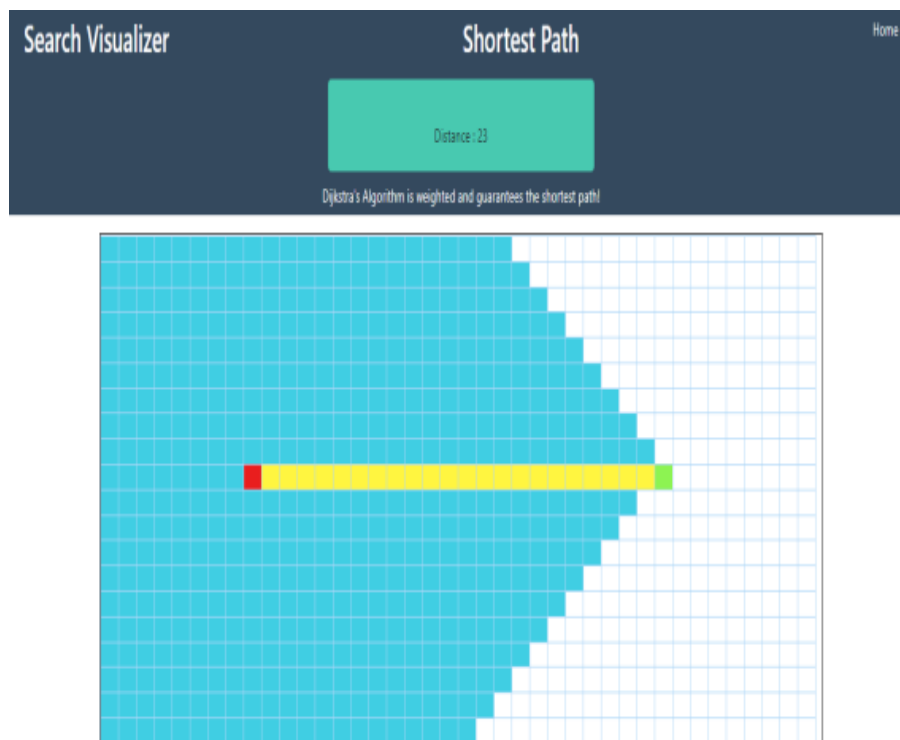 Search Visualizer
Shortest Path
Home
Distance : 23
Dijkstra's Algorithm is weighted and guarantees the shortest path!